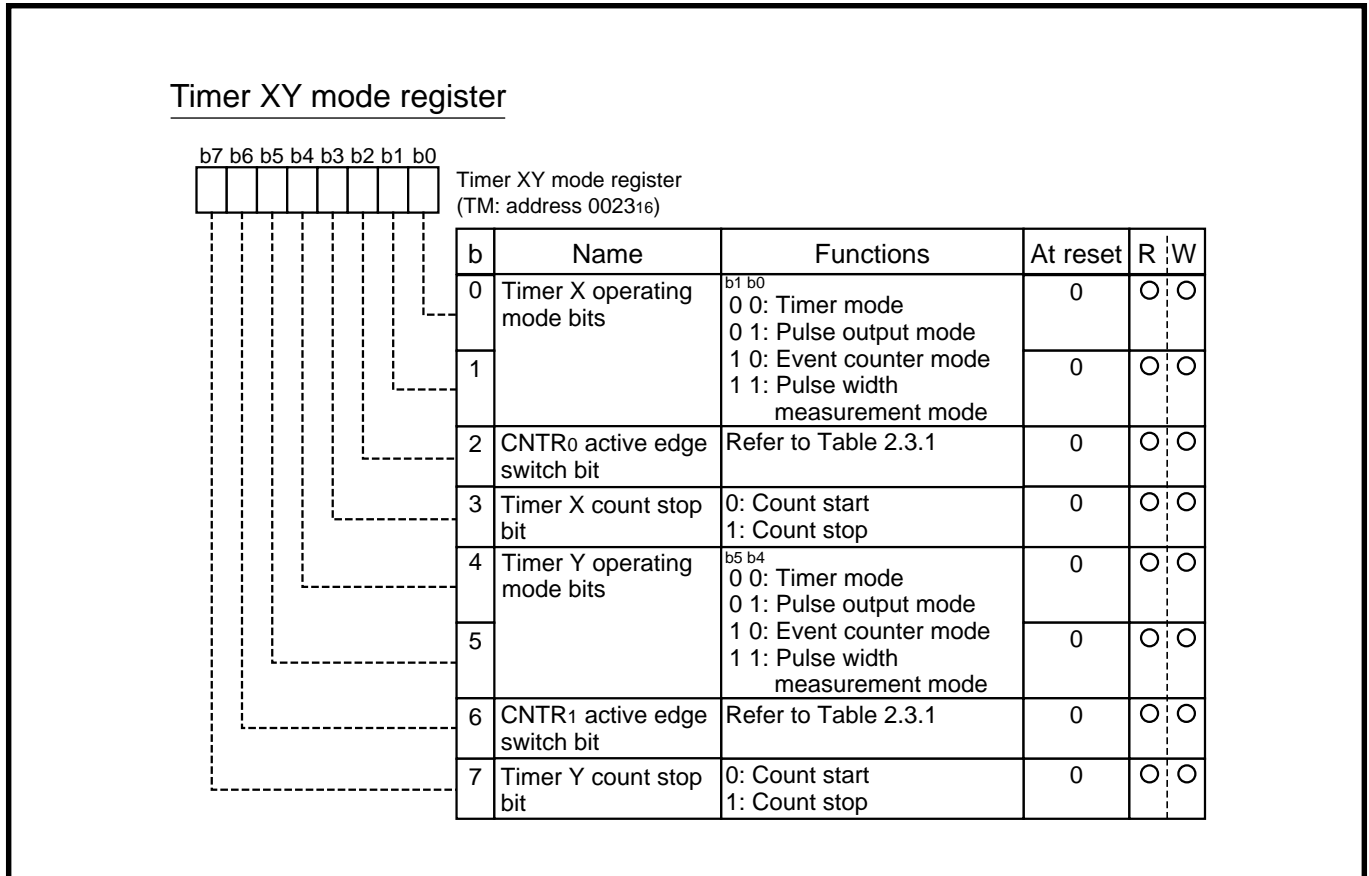 Timer XY mode register
b7 b6 b5 b4 b3 b2 b1 b0
Timer XY mode register
(TM: address 002316)
b Name Functions At reset R W
0 Timer X operating mode bits
b1 b0
0 0: Timer mode
0 1: Pulse output mode
1 0: Event counter mode
1 1: Pulse width
measurement mode
0
1
0
2 CNTR0 active edge
switch bit
Refer to Table 2.3.1
0
3 Timer X count stop
bit
0: Count start
1: Count stop
0
4 Timer Y operating
mode bits
b5 b4
0 0: Timer mode
0 1: Pulse output mode
1 0: Event counter mode
1 1: Pulse width
measurement mode
0
5
0
6 CNTR1 active edge
switch bit
Refer to Table 2.3.1
0
7 Timer Y count stop
bit
0: Count start
1: Count stop
0